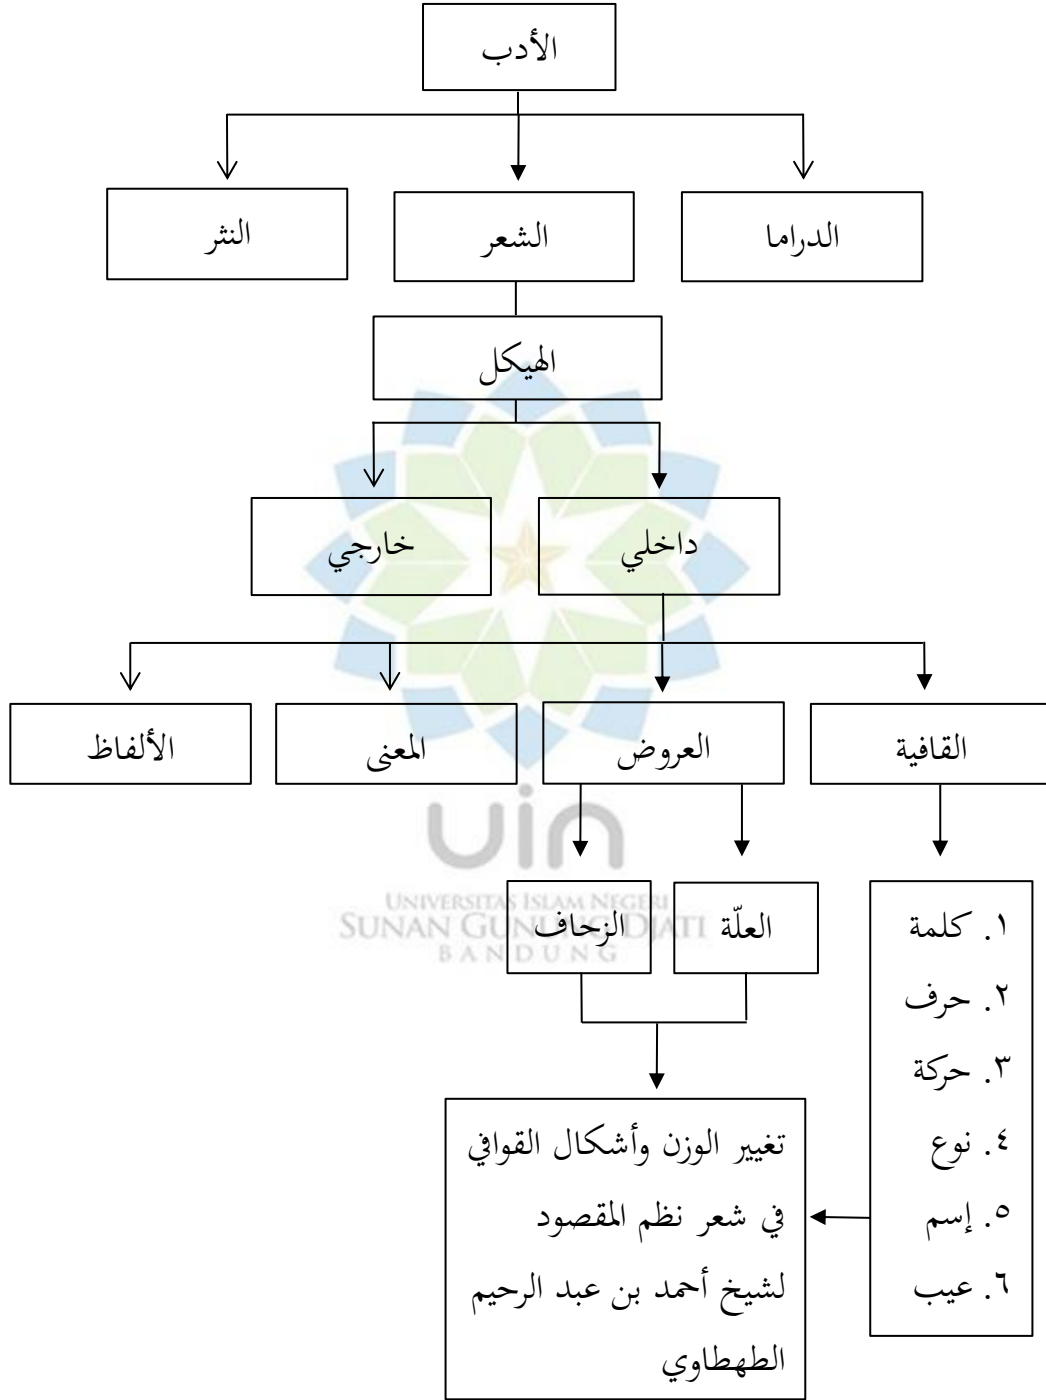 الأدب
الدراما
الشعر
النثر
الهيكل
داخلي
خارجي
القافية
العروض
المعنى
الألفاظ
uin
UNIVERSITAS ISLAM NEGERI
SUNAN GUNUNG DJATI
BANDUNG
العلّة
الزحاف
١. كلمة
٢. حرف
٣. حركة
٤. نوع
٥. إسم
٦. عيب
تغيير الوزن وأشكال القوافي
في شعر نظم المقصود
لشيخ أحمد بن عبد الرحيم
الطهطاوي